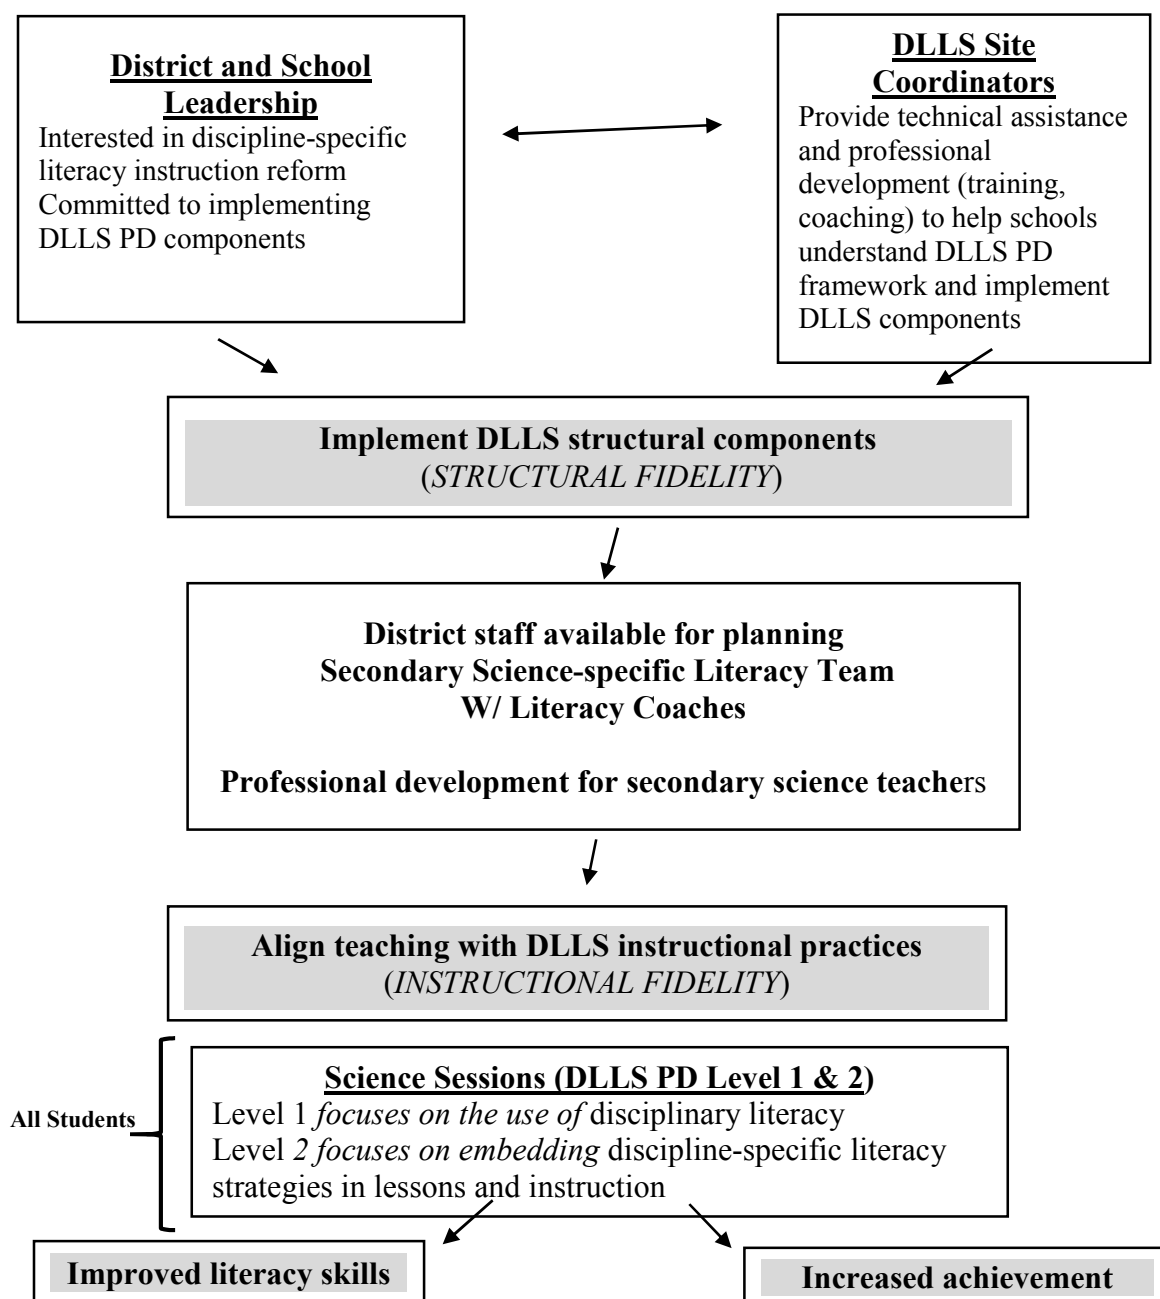 District and School
Leadership
Interested in discipline-specific
literacy instruction reform
Committed to implementing
DLLS PD components
DLLS Site
Coordinators
Provide technical assistance
and professional
development (training,
coaching) to help schools
understand DLLS PD
framework and implement
DLLS components
Implement DLLS structural components
(STRUCTURAL FIDELITY)
District staff available for planning
Secondary Science-specific Literacy Team
W/ Literacy Coaches
Professional development for secondary science teachers
Align teaching with DLLS instructional practices
(INSTRUCTIONAL FIDELITY)
All Students
Science Sessions (DLLS PD Level 1 & 2)
Level 1 focuses on the use of disciplinary literacy
Level 2 focuses on embedding discipline-specific literacy
strategies in lessons and instruction
Improved literacy skills
Increased achievement